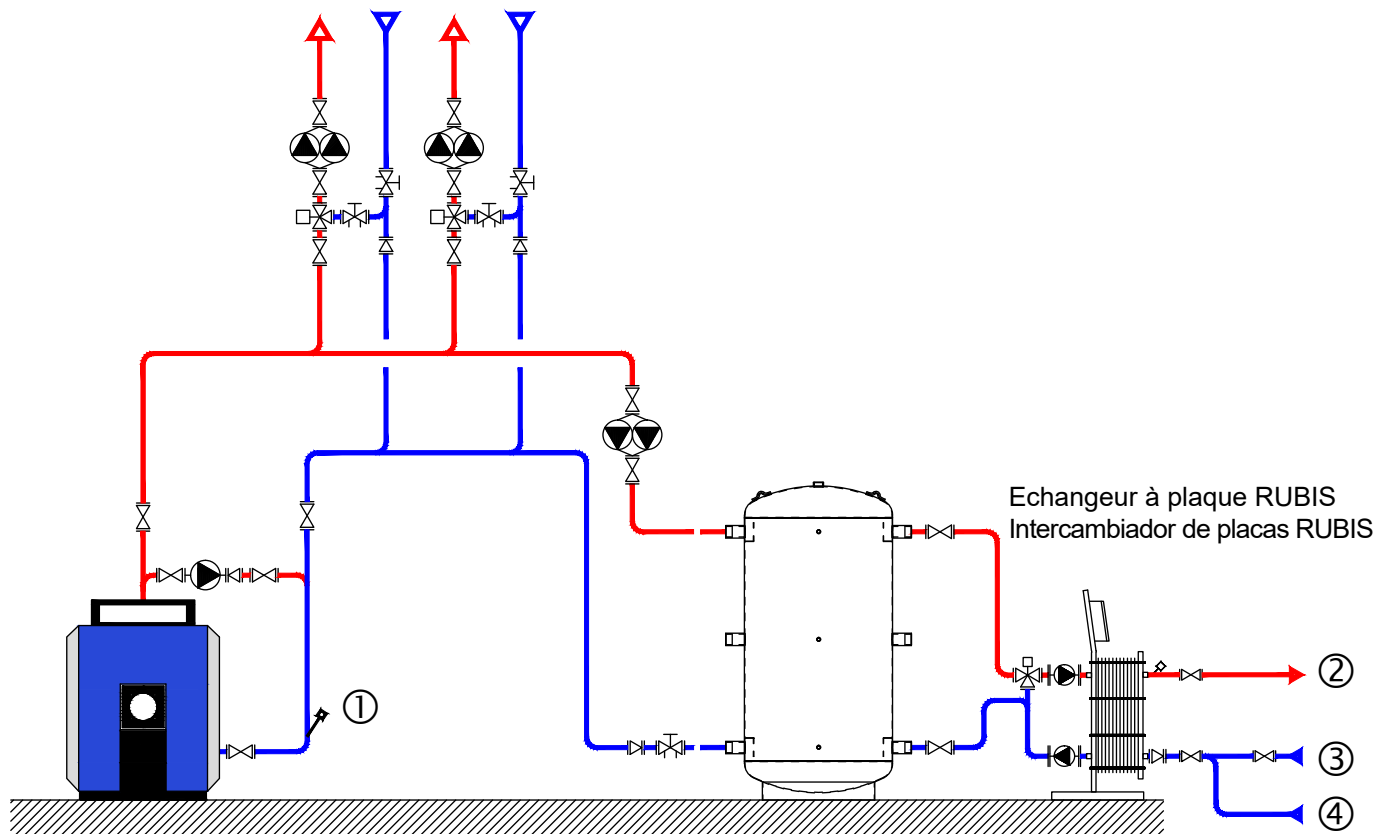 Echangeur à plaque RUBIS
Intercambiador de placas RUBIS
②
①
③
④